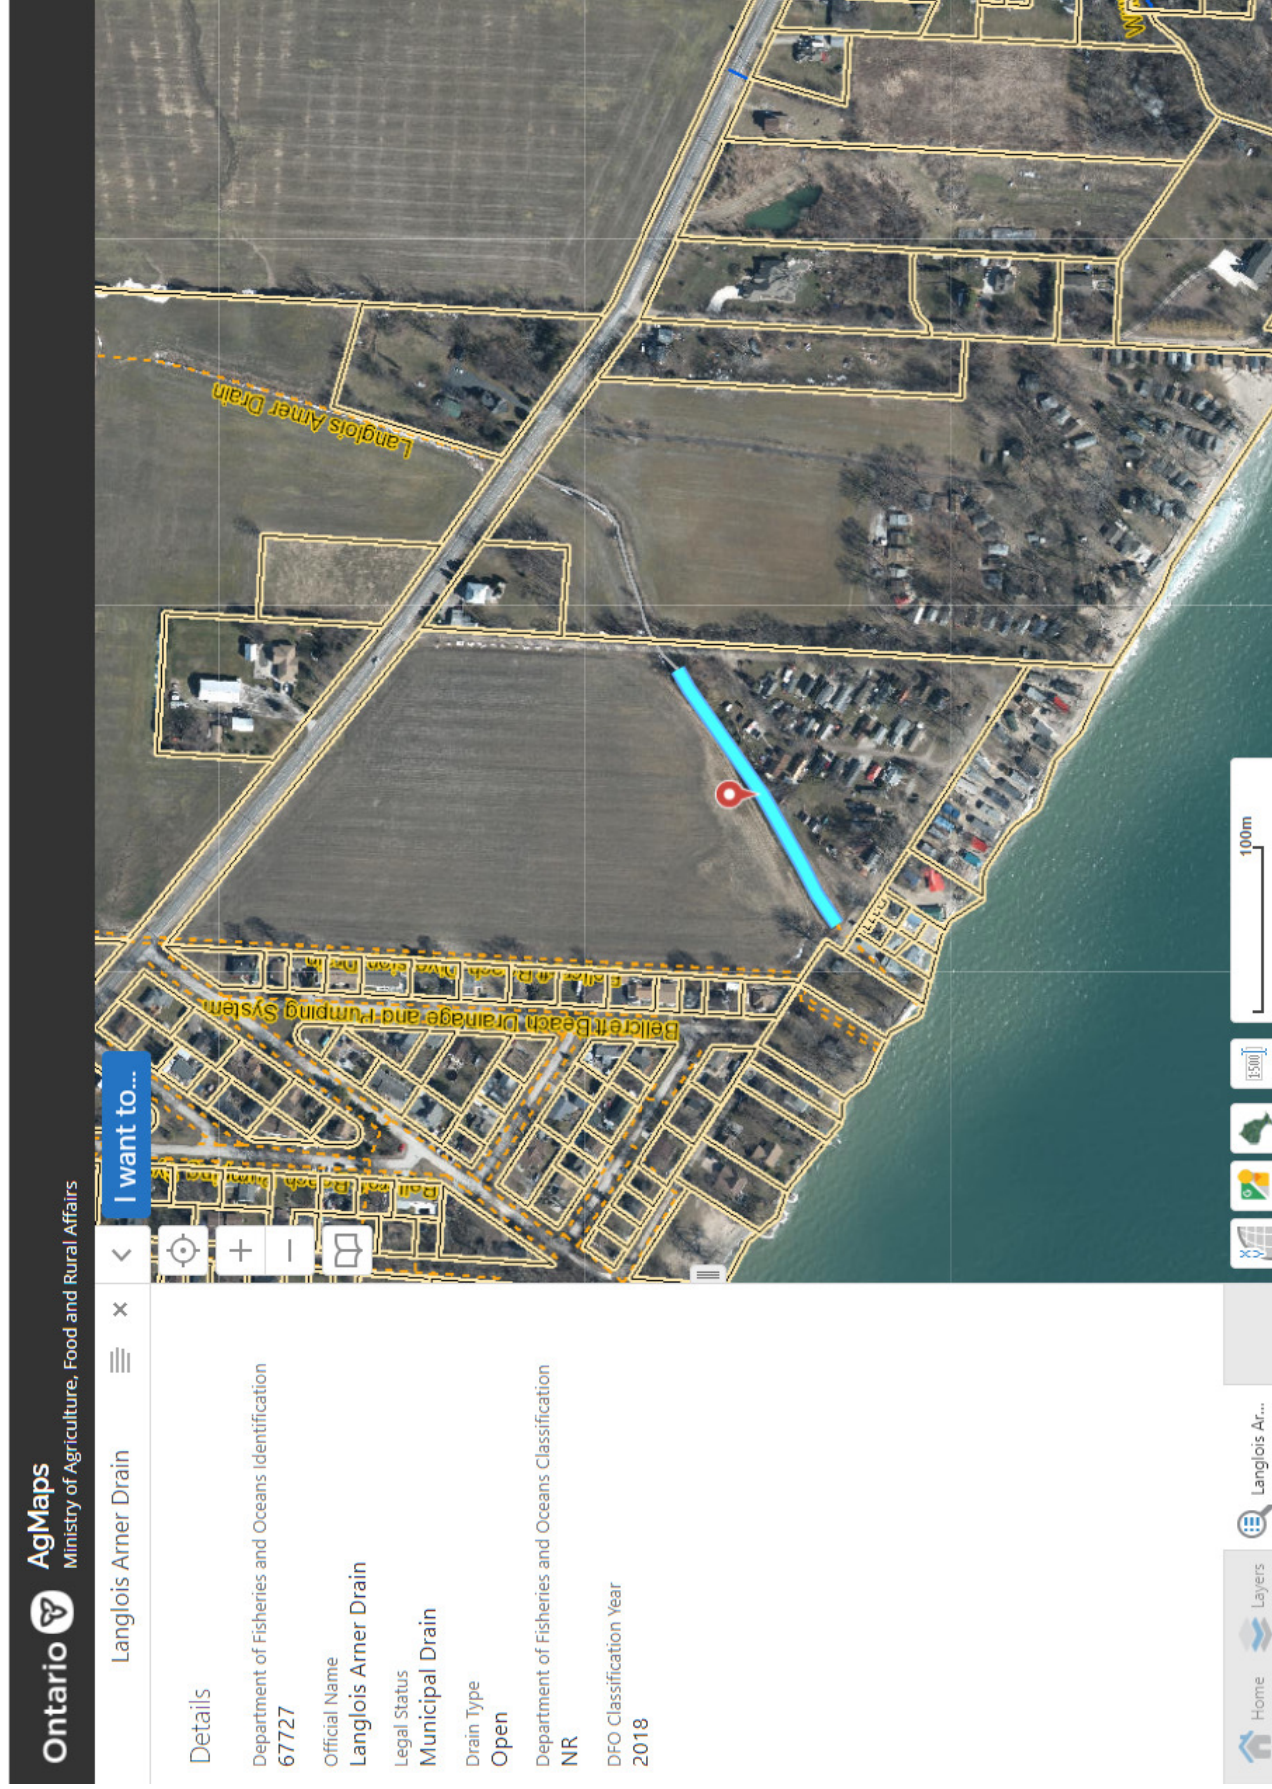 Ontario
AgMaps
Ministry of Agriculture, Food and Rural Affairs
Langlois Arner Drain
Details
Department of Fisheries and Oceans Identification
67727
Official Name
Langlois Arner Drain
Legal Status
Municipal Drain
Drain Type
Open
Department of Fisheries and Oceans Classification
NR
DFO Classification Year
2018
Home
Layers
Langlois Ar...
I want to...
Langlois Arner Drain
Bellcreft Beach Drainage and Pumping System
1:500
100m